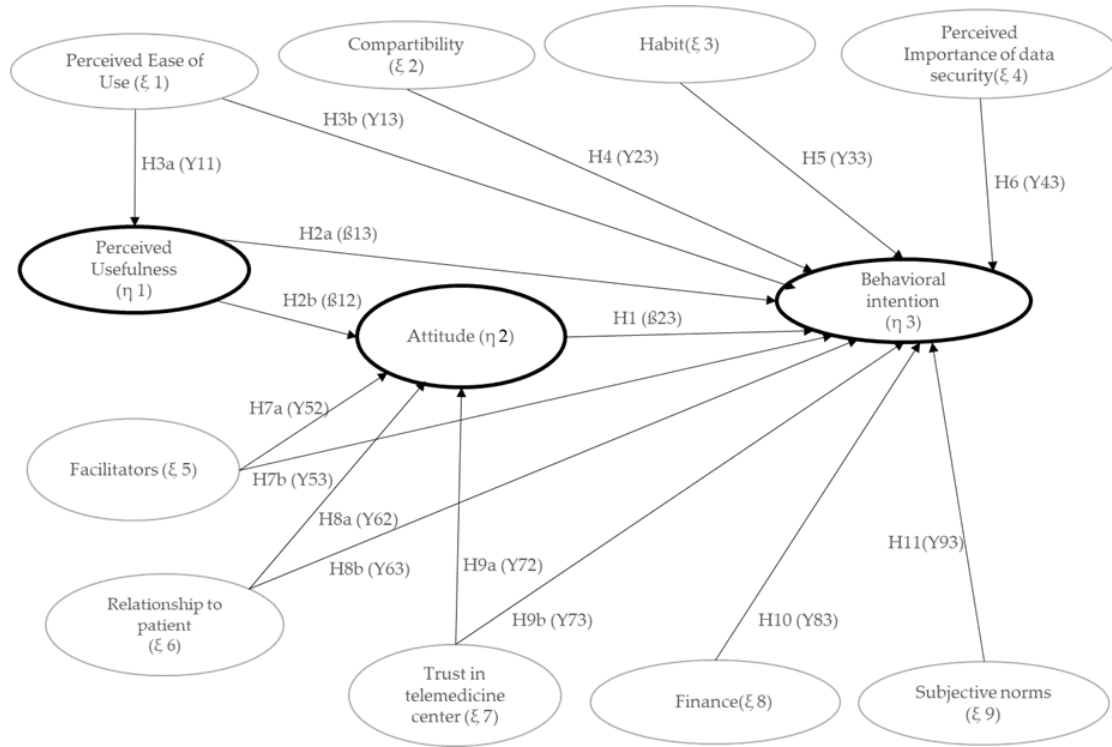 Perceived Ease of
Use (ξ 1)
Compartibility
(ξ 2)
Habit(ξ 3)
Perceived
Importance of data
security(ξ 4)
H3a (Y11)
H3b (Y13)
H4 (Y23)
H5 (Y33)
H6 (Y43)
Perceived
Usefulness
(η 1)
H2a (ß13)
H2b (ß12)
Attitude (η 2)
H1 (ß23)
Behavioral
intention
(η 3)
Facilitators (ξ 5)
H7a (Y52)
H7b (Y53)
H8a (Y62)
H8b (Y63)
H9a (Y72)
H9b (Y73)
H10 (Y83)
H11(Y93)
Relationship to
patient
(ξ 6)
Trust in
telemedicine
center (ξ 7)
Finance(ξ 8)
Subjective norms
(ξ 9)